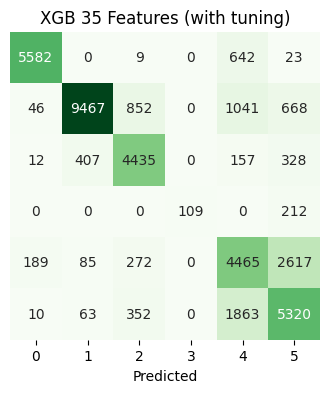 XGB 35 Features (with tuning)
5582 0 9 0 642 23
46 9467 852 0 1041 668
12 407 4435 0 157 328
0 0 0 109 0 212
189 85 272 0 4465 2617
10 63 352 0 1863 5320
0 1 2 3 4 5
Predicted